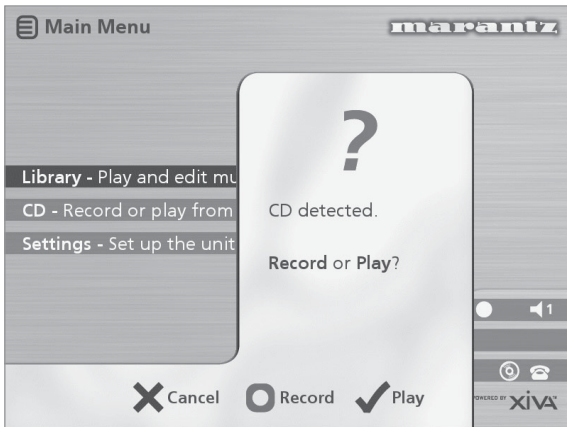 Main Menu
marantz
?
Library - Play and edit mu
CD - Record or play from
Settings - Set up the unit
CD detected.
Record or Play?
1
Cancel
Record
Play
POWERED BY XiVA™